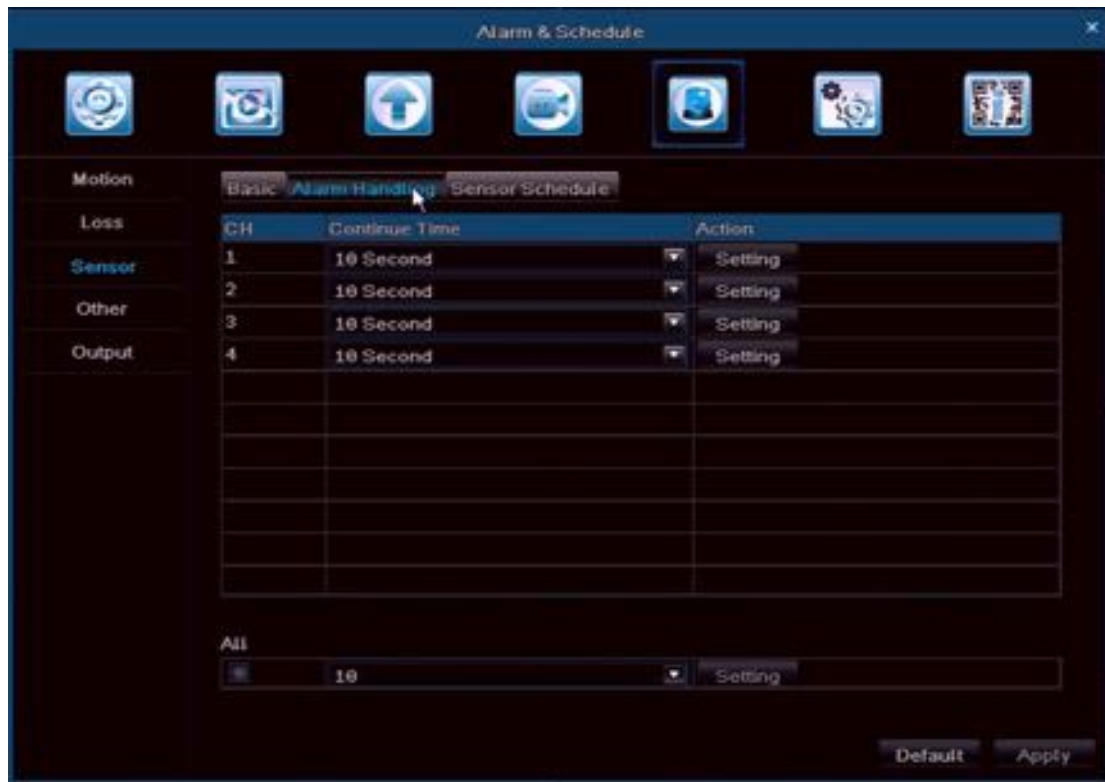 Alarm & Schedule
Motion
Loss
Sensor
Other
Output
Basic Alarm Handling Sensor Schedule
CH Continue Time Action
1 10 Second Setting
2 10 Second Setting
3 10 Second Setting
4 10 Second Setting
All
10 Setting
Default Apply